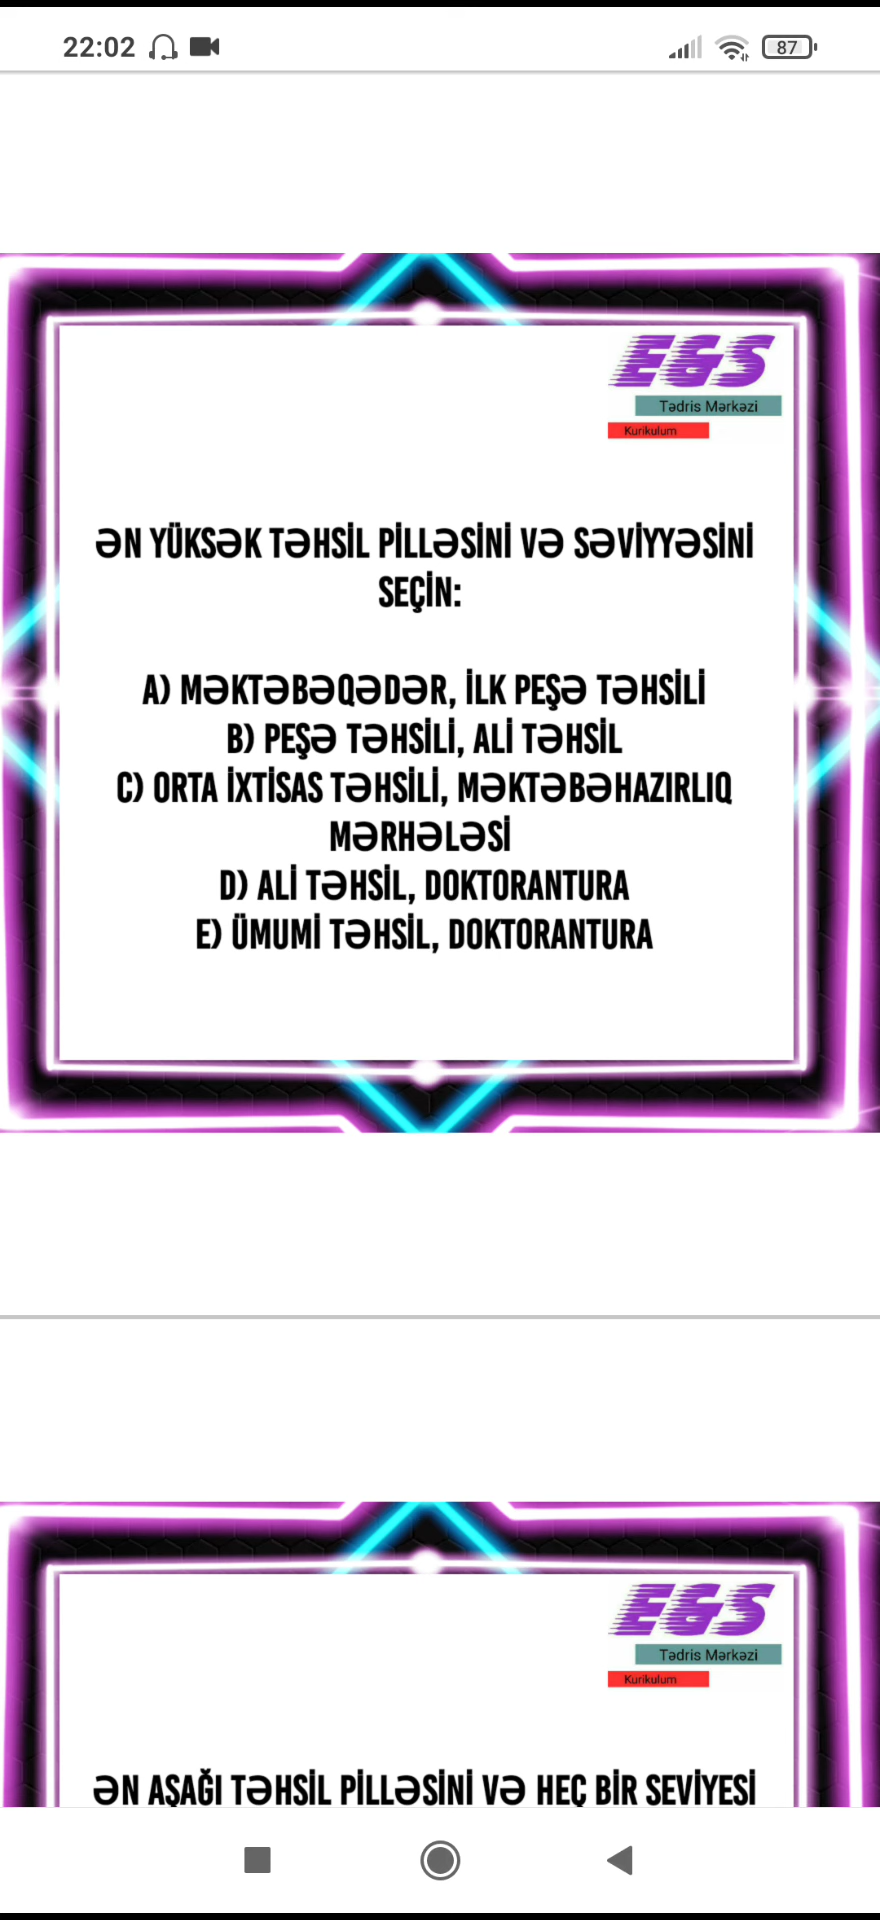 22:02
87
E&S
Tədris Mərkəzi
Kurikulum
ƏN YÜKSƏK TƏHSİL PİLLƏSİNİ VƏ SƏVİYYƏSİNİ
SEÇİN:
A) MƏKTƏBƏQƏDƏR, İLK PEŞƏ TƏHSİLİ
B) PEŞƏ TƏHSİLİ, ALİ TƏHSİL
C) ORTA İXTİSAS TƏHSİLİ, MƏKTƏBƏHAZIRLIQ
MƏRHƏLƏSİ
D) ALİ TƏHSİL, DOKTORANTURA
E) ÜMUMİ TƏHSİL, DOKTORANTURA
E&S
Tədris Mərkəzi
Kurikulum
ƏN AŞAĞI TƏHSİL PİLLƏSİNİ VƏ HEÇ BİR SEVİYESİ